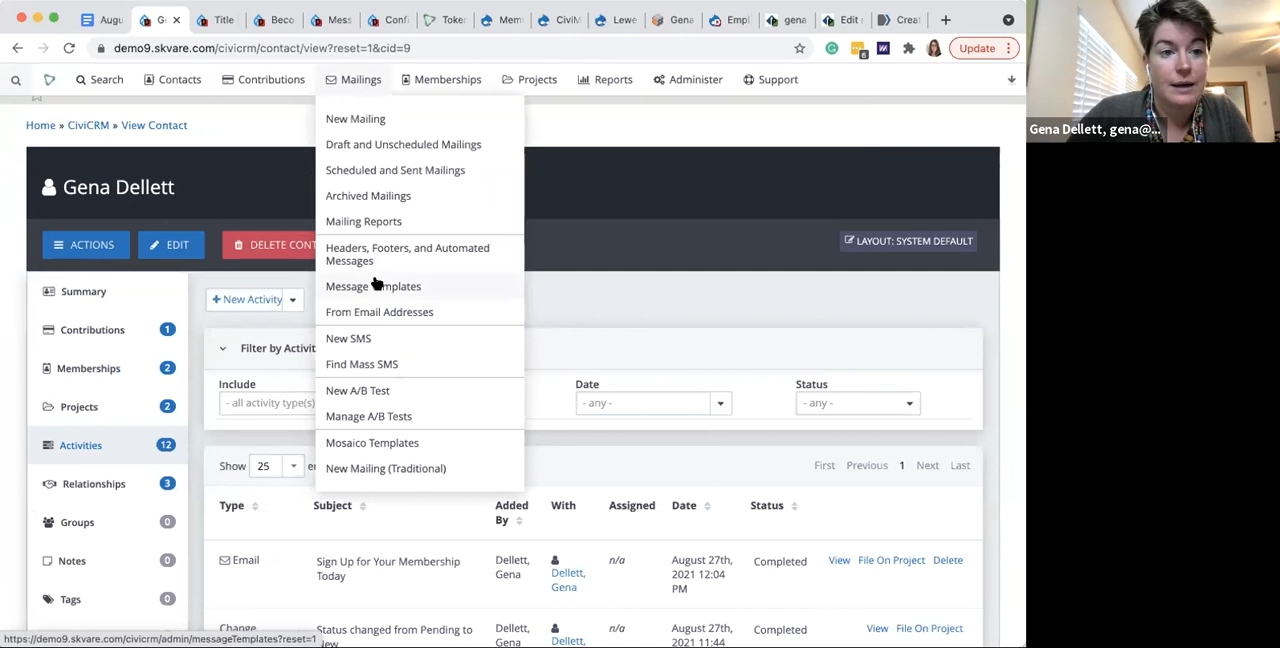 Augu
G
Title
Beco
Mess
Confi
Toke
Mem
CiviM
Lewe
Gena
Empl
gena
Edit
Creat
demo9.skvare.com/civicrm/contact/view?reset=1&cid=9
6
Update
Search
Contacts
Contributions
Mailings
Memberships
Projects
Reports
Administer
Support
Home » CiviCRM » View Contact
Gena Dellett
ACTIONS
EDIT
DELETE CONT
LAYOUT: SYSTEM DEFAULT
New Mailing
Draft and Unscheduled Mailings
Scheduled and Sent Mailings
Archived Mailings
Mailing Reports
Headers, Footers, and Automated
Messages
Message
From Email Addresses
New SMS
Find Mass SMS
New A/B Test
Manage A/B Tests
Mosaico Templates
New Mailing (Traditional)
Summary
Contributions 1
Memberships 2
Projects 2
Activities 12
Relationships 3
Groups 0
Notes 0
Tags 0
+ New Activity
Filter by Activit
Include
- all activity type(s)
Date
- any -
Status
- any -
Show 25 e
First Previous 1 Next Last
Type
Subject
Added
By
With
Assigned
Date
Status
Email
Sign Up for Your Membership
Today
Dellett,
Gena
Dellett,
Gena
n/a
August 27th,
2021 12:04
PM
Completed
View File On Project Delete
Change
Status changed from Pending to
New
Dellett,
Gena
Dellett,
n/a
August 27th,
2021 11:44
Completed
View File On Project
https://demo9.skvare.com/civicrm/admin/messageTemplates?reset=1
Gena Dellett, gena@...